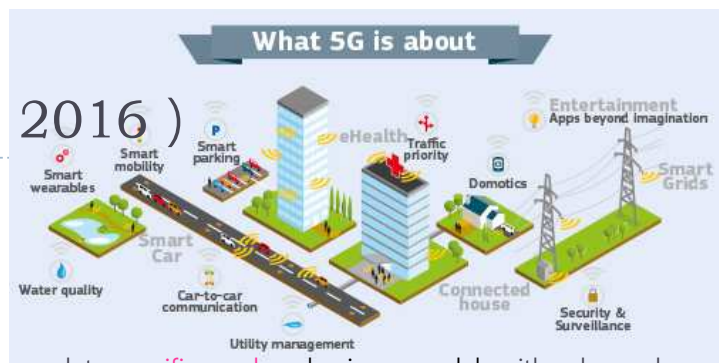 What 5G is about
2016 )
Smart
wearables
Smart
mobility
Smart
parking
eHealth
Traffic
priority
Entertainment
Apps beyond imagination
Domotics
Smart
Grids
Smart
Car
Water quality
Car-to-car
communication
Utility management
Connected
house
Security &
Surveillance